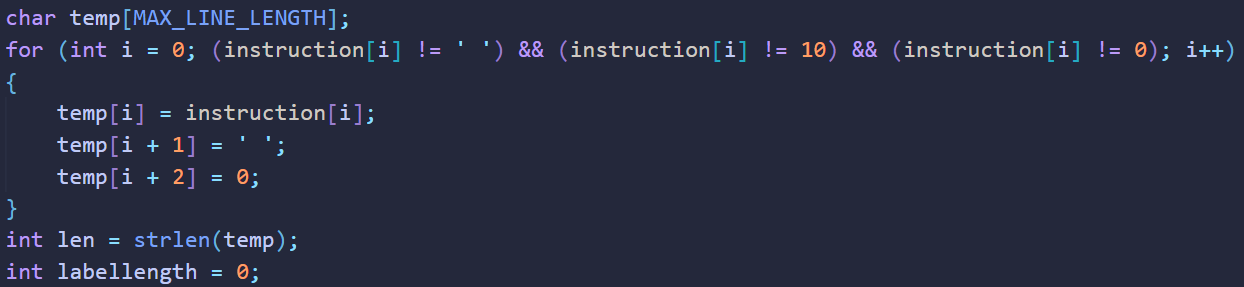 char temp[MAX_LINE_LENGTH];
for (int i = 0; (instruction[i] != ' ') && (instruction[i] != 10) && (instruction[i] != 0); i++)
{
    temp[i] = instruction[i];
    temp[i + 1] = ' ';
    temp[i + 2] = 0;
}
int len = strlen(temp);
int labellength = 0;